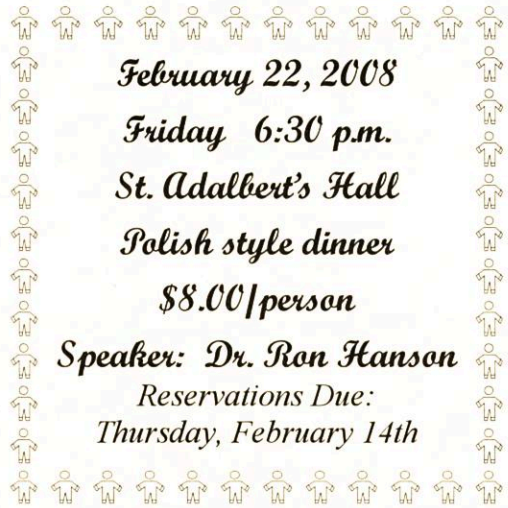 February 22, 2008
Friday 6:30 p.m.
St. Adalbert's Hall
Polish style dinner
$8.00/person
Speaker: Dr. Ron Hanson
Reservations Due:
Thursday, February 14th